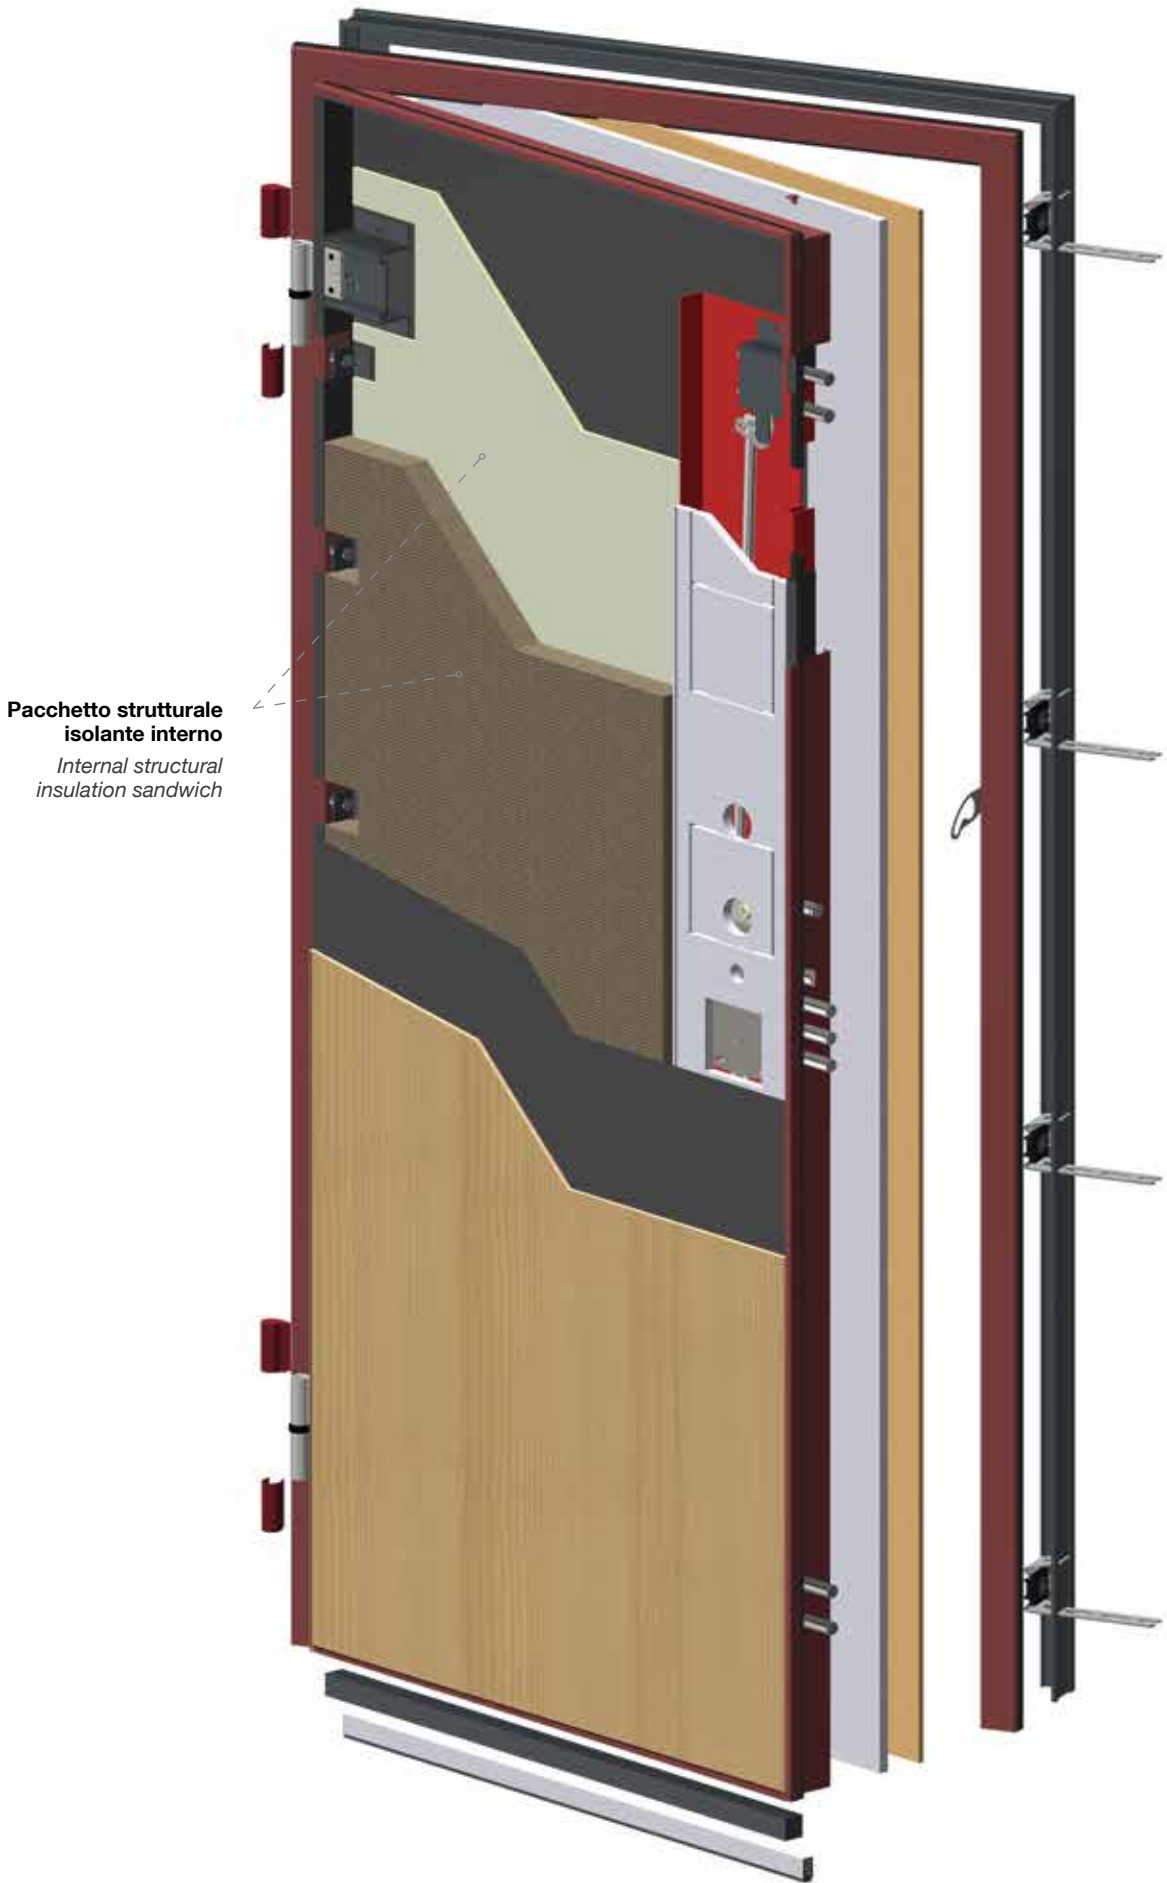 Pacchetto strutturale
isolante interno
Internal structural
insulation sandwich